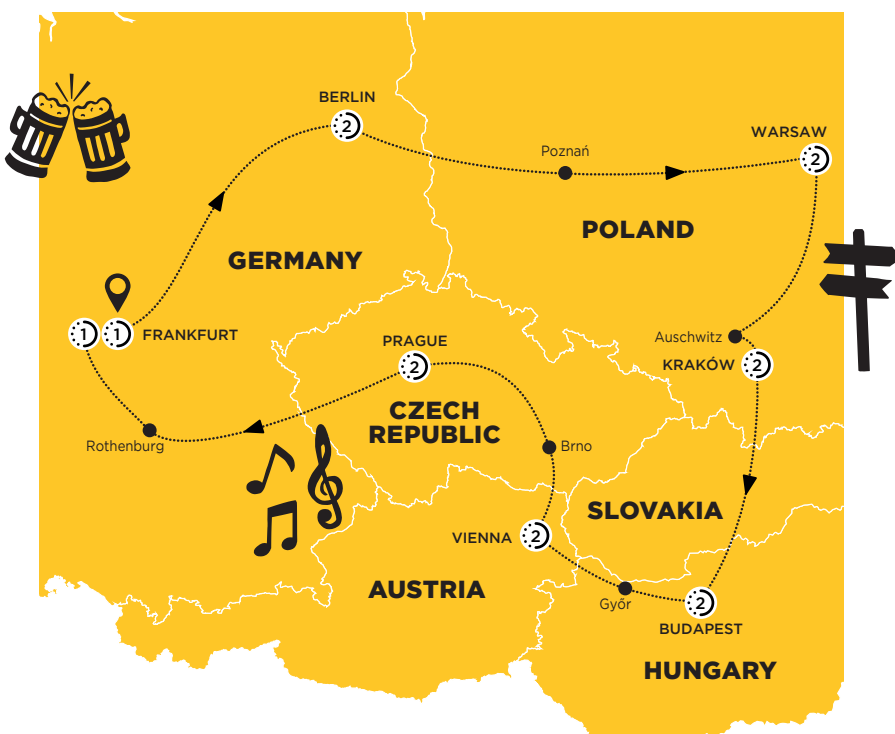 BERLIN
2
WARSAW
2
Poznań
POLAND
GERMANY
1
1
FRANKFURT
Auschwitz
KRAKÓW
2
PRAGUE
2
CZECH
REPUBLIC
Rothenburg
Brno
SLOVAKIA
VIENNA
2
AUSTRIA
Győr
2
BUDAPEST
HUNGARY